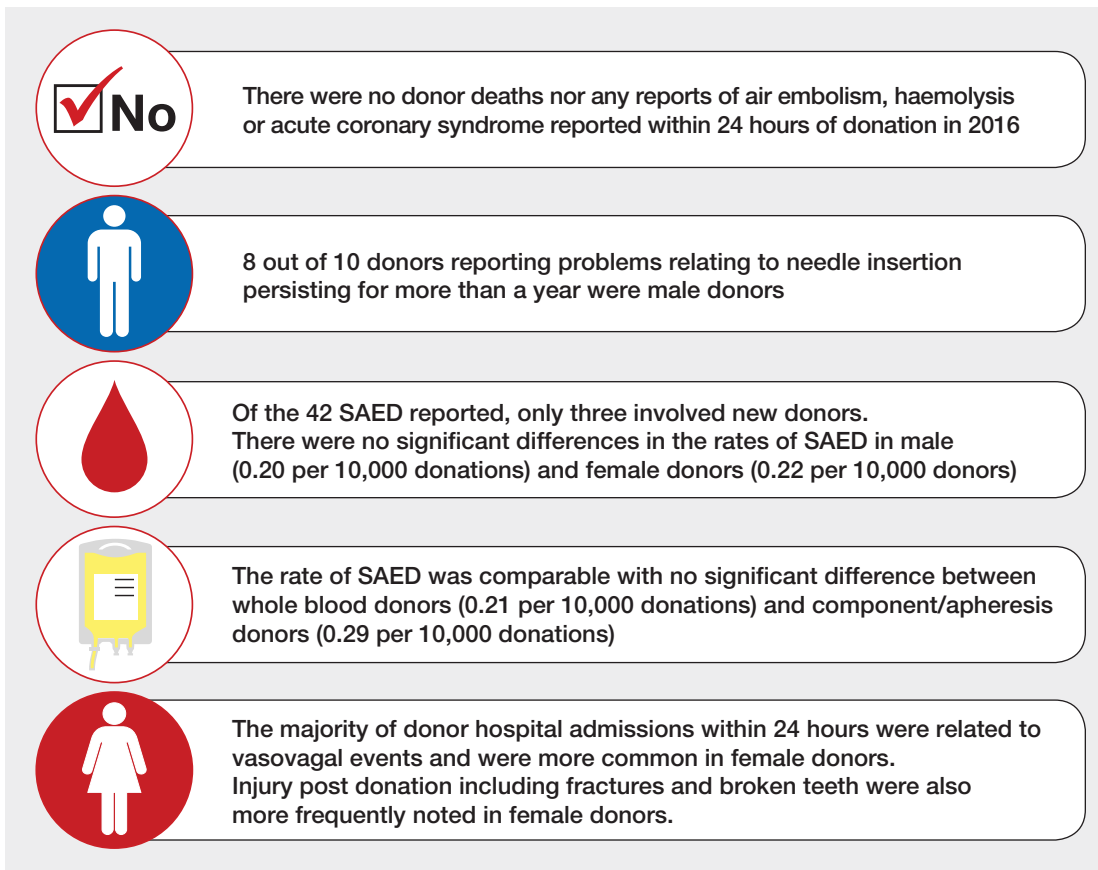 No
There were no donor deaths nor any reports of air embolism, haemolysis
or acute coronary syndrome reported within 24 hours of donation in 2016
8 out of 10 donors reporting problems relating to needle insertion
persisting for more than a year were male donors
Of the 42 SAED reported, only three involved new donors.
There were no significant differences in the rates of SAED in male
(0.20 per 10,000 donations) and female donors (0.22 per 10,000 donors)
The rate of SAED was comparable with no significant difference between
whole blood donors (0.21 per 10,000 donations) and component/apheresis
donors (0.29 per 10,000 donations)
The majority of donor hospital admissions within 24 hours were related to
vasovagal events and were more common in female donors.
Injury post donation including fractures and broken teeth were also
more frequently noted in female donors.